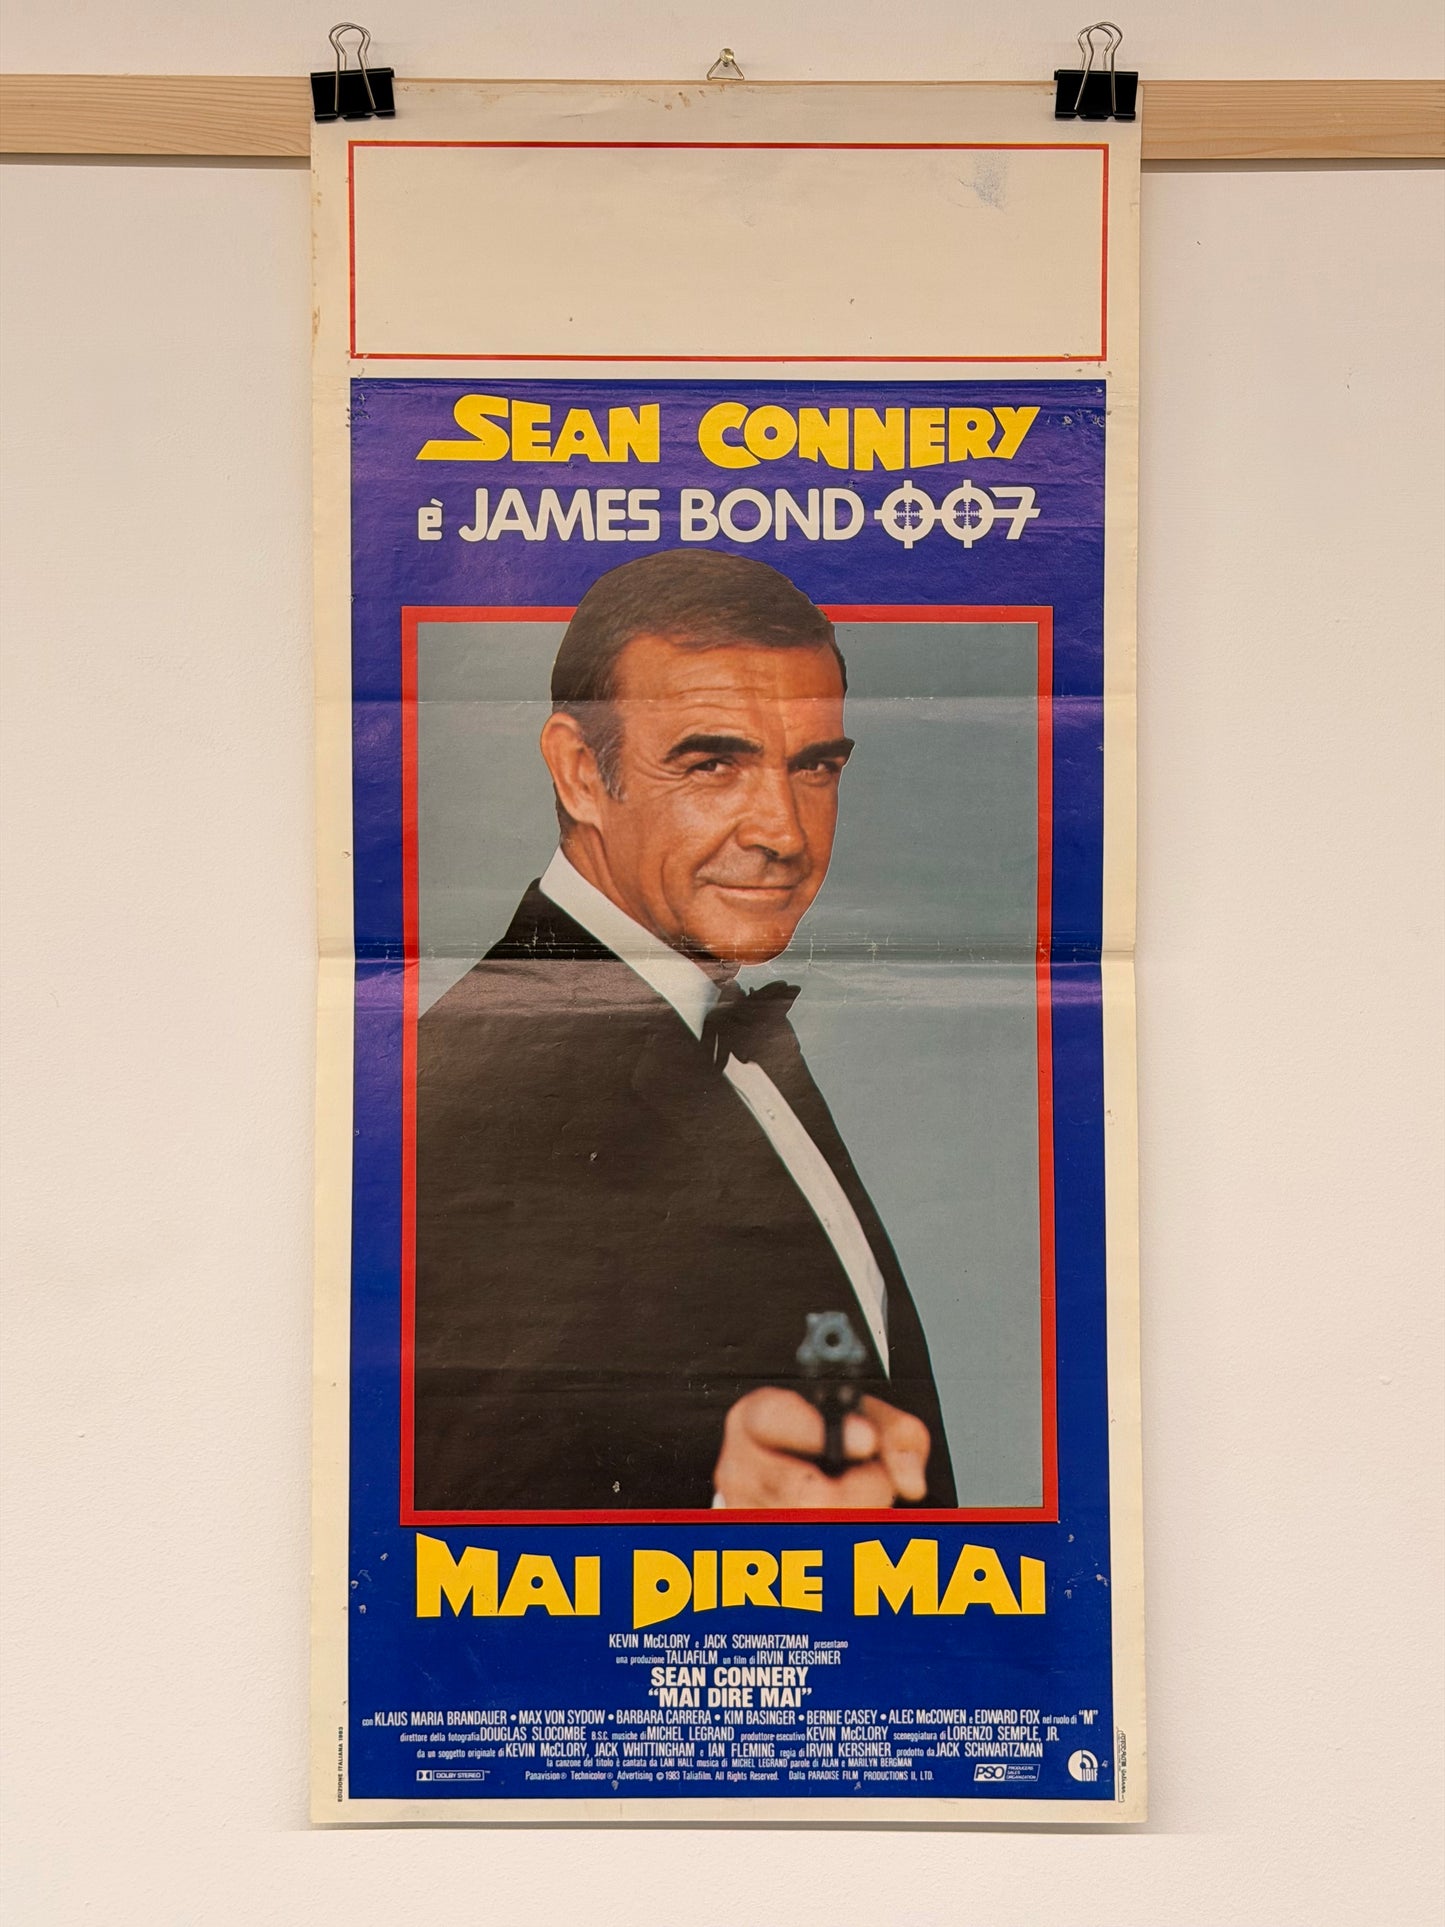 SEAN CONNERY
è JAMES BOND 007
MAI DIRE MAI
KEVIN McCLORY e JACK SCHWARTZMAN presentano
una produzione TALIAFILM un film di IRVIN KERSHNER
SEAN CONNERY
“MAI DIRE MAI”
con KLAUS MARIA BRANDAUER • MAX VON SYDOW • BARBARA CARRERA • KIM BASINGER • BERNIE CASEY • ALEC McCOWEN e EDWARD FOX nel ruolo di “M”
direttore della fotografia DOUGLAS SLOCOMBE B.S.C. musiche di MICHEL LEGRAND produttore esecutivo KEVIN McCLORY sceneggiatura di LORENZO SEMPLE, JR.
da un soggetto originale di KEVIN McCLORY, JACK WHITTINGHAM e IAN FLEMING regia di IRVIN KERSHNER prodotto da JACK SCHWARTZMAN
la canzone del titolo è cantata da LANI HALL musica di MICHEL LEGRAND parole di ALAN e MARILYN BERGMAN
DOLBY STEREO ™ Panavision® Technicolor® Advertising © 1983 Taliafilm. All Rights Reserved. Dalla PARADISE FILM PRODUCTIONS II, LTD.
PSO PRODUCERS SALES ORGANIZATION
IDIF
EDIZIONE ITALIANA 1983